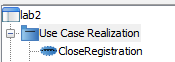 lab2
Use Case Realization
CloseRegistration